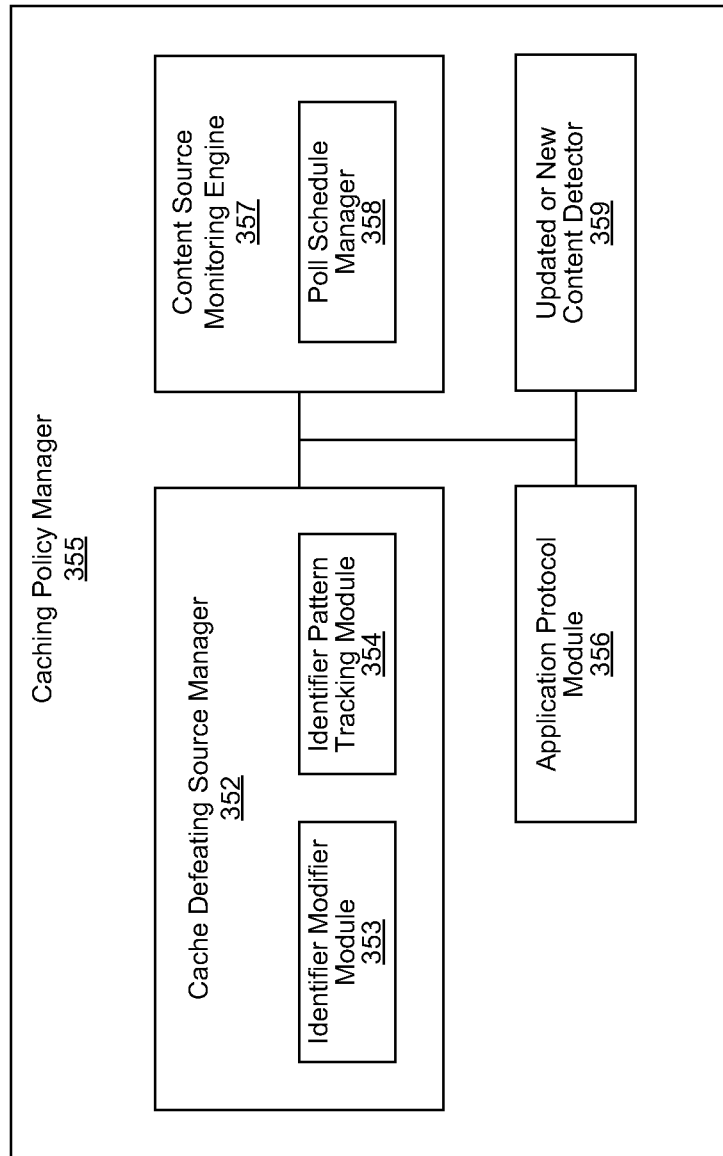 Caching Policy Manager
355
Cache Defeating Source Manager
352
Identifier Modifier
Module
353
Identifier Pattern
Tracking Module
354
Content Source
Monitoring Engine
357
Poll Schedule
Manager
358
Application Protocol
Module
356
Updated or New
Content Detector
359